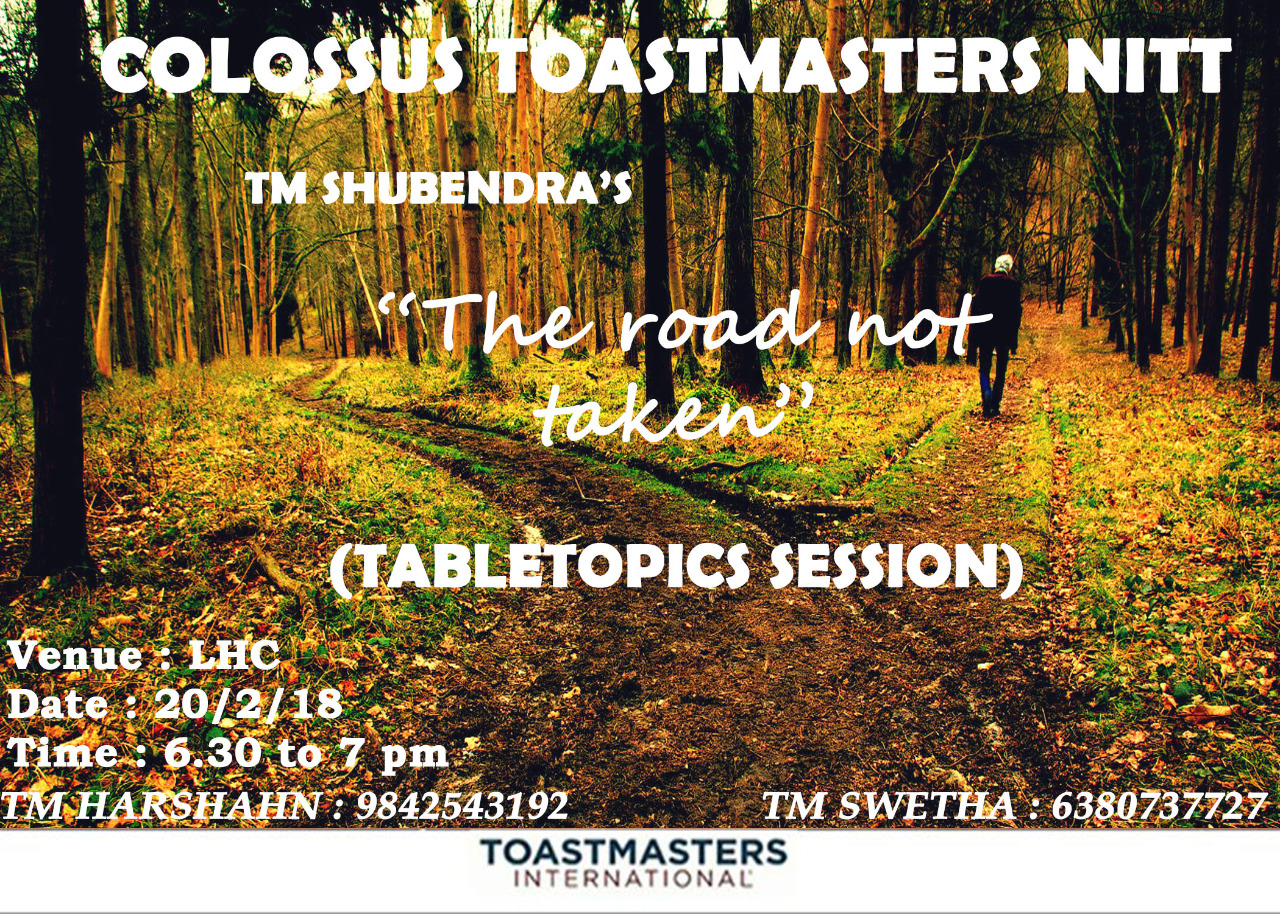 COLOSSUS TOASTMASTERS NITT
TM SHUBENDRA’S
“The road not
taken”
(TABLETOPICS SESSION)
Venue : LHC
Date : 20/2/18
Time : 6.30 to 7 pm
TM HARSHAHN : 9842543192
TM SWETHA : 6380737727
TOASTMASTERS
INTERNATIONAL